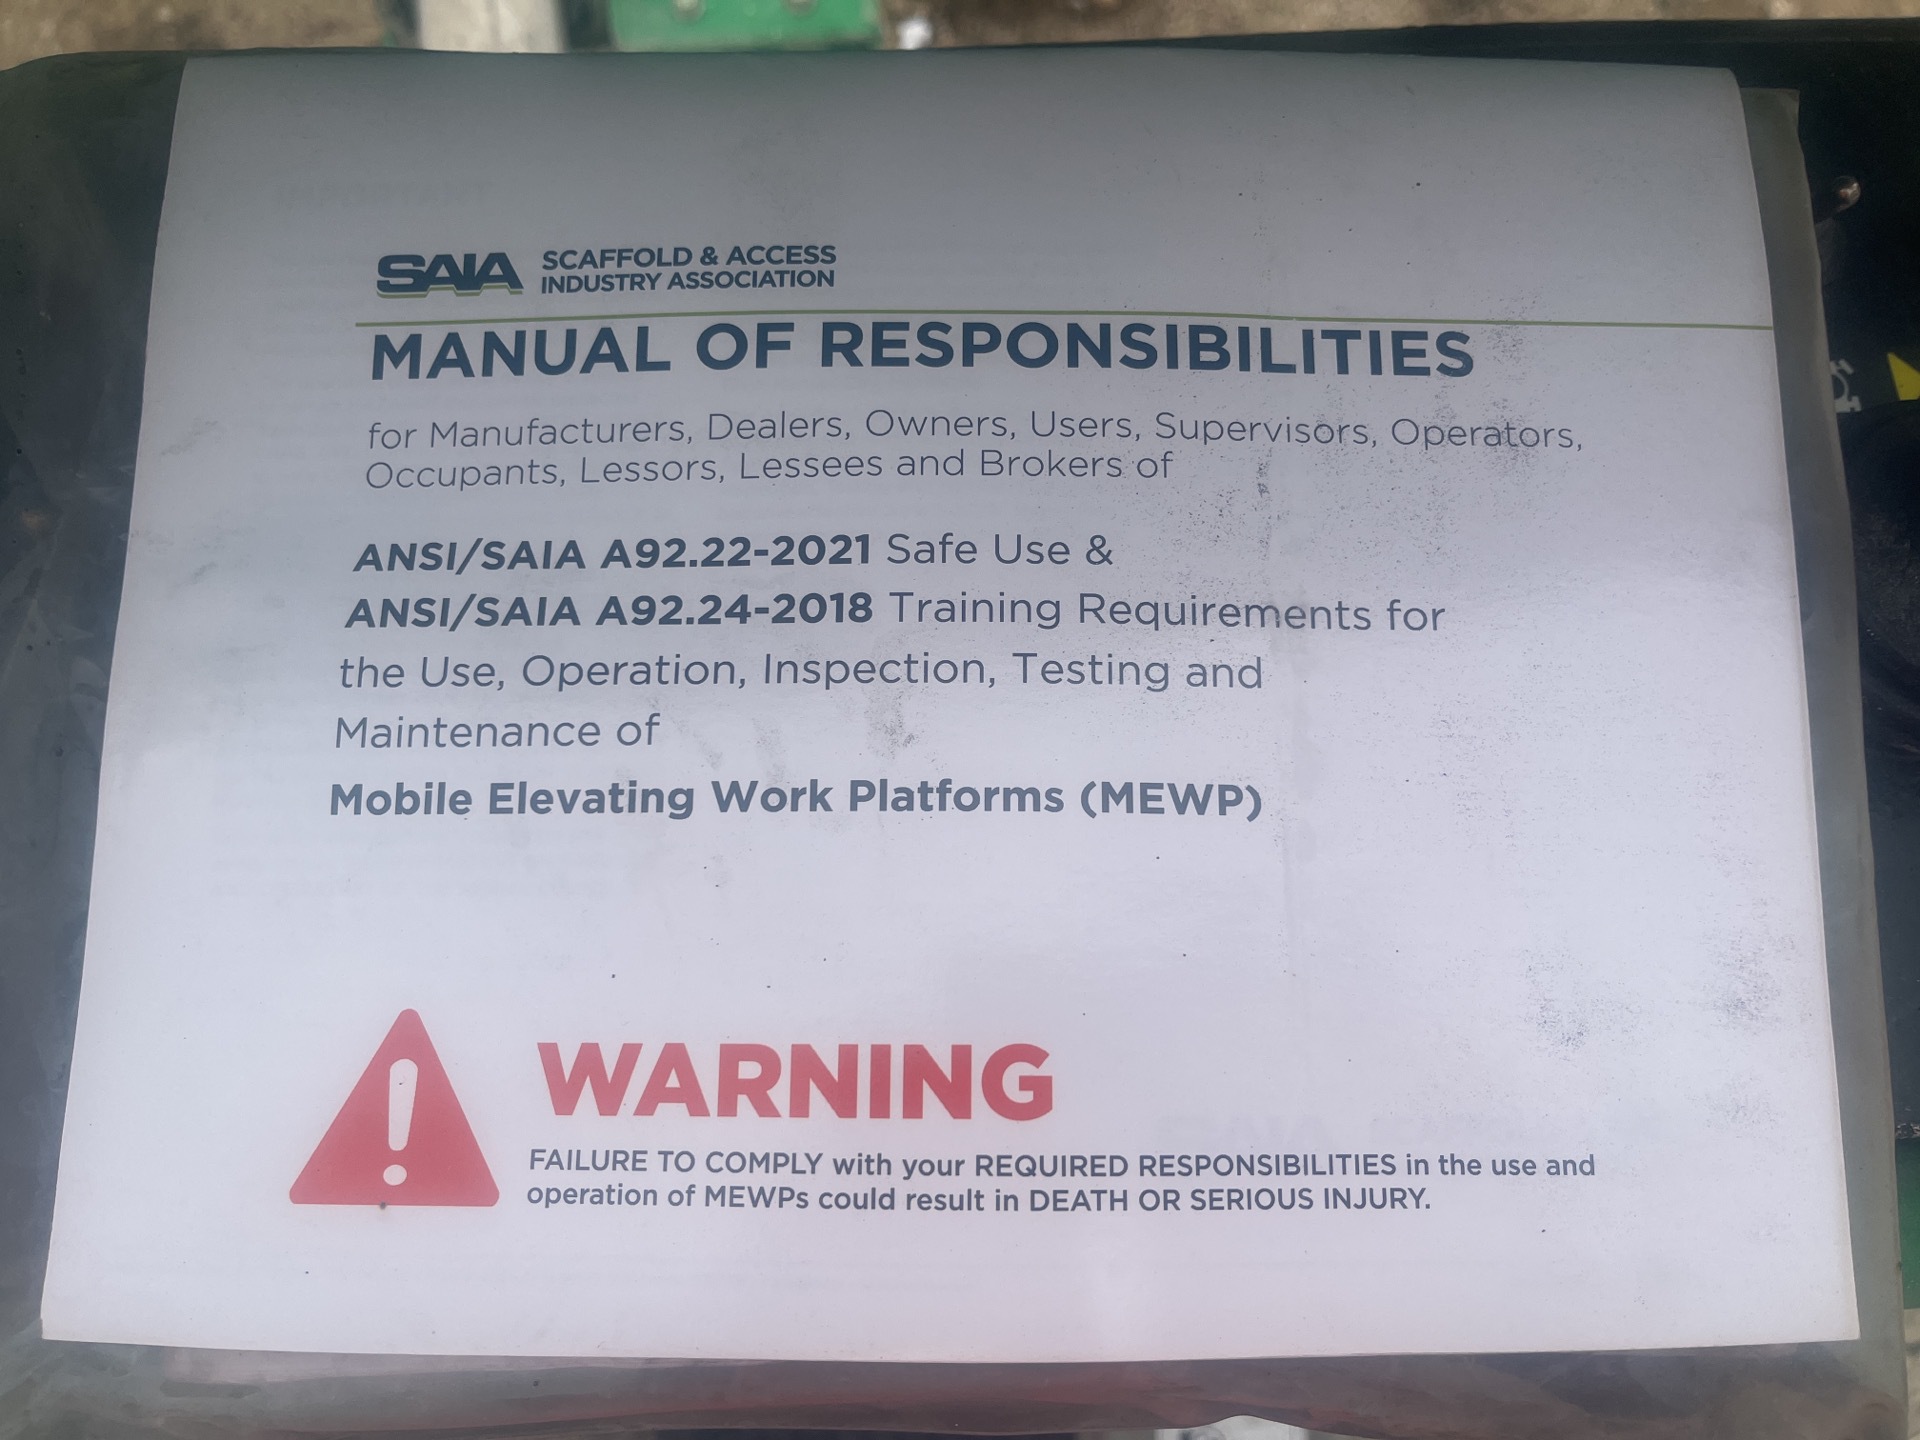 SAIA SCAFFOLD & ACCESS
INDUSTRY ASSOCIATION
MANUAL OF RESPONSIBILITIES
for Manufacturers, Dealers, Owners, Users, Supervisors, Operators,
Occupants, Lessors, Lessees and Brokers of
ANSI/SAIA A92.22-2021 Safe Use &
ANSI/SAIA A92.24-2018 Training Requirements for
the Use, Operation, Inspection, Testing and
Maintenance of
Mobile Elevating Work Platforms (MEWP)
WARNING
FAILURE TO COMPLY with your REQUIRED RESPONSIBILITIES in the use and
operation of MEWPs could result in DEATH OR SERIOUS INJURY.